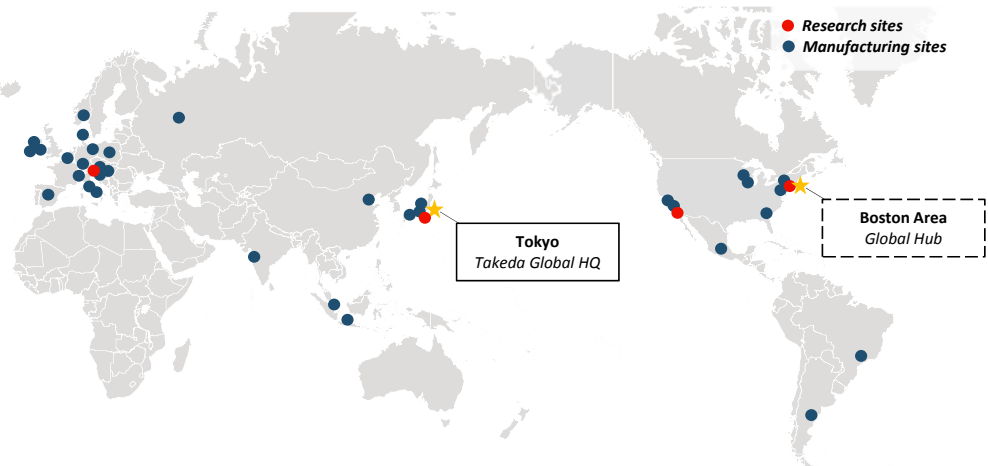 Research sites
Manufacturing sites
Tokyo
Takeda Global HQ
Boston Area
Global Hub